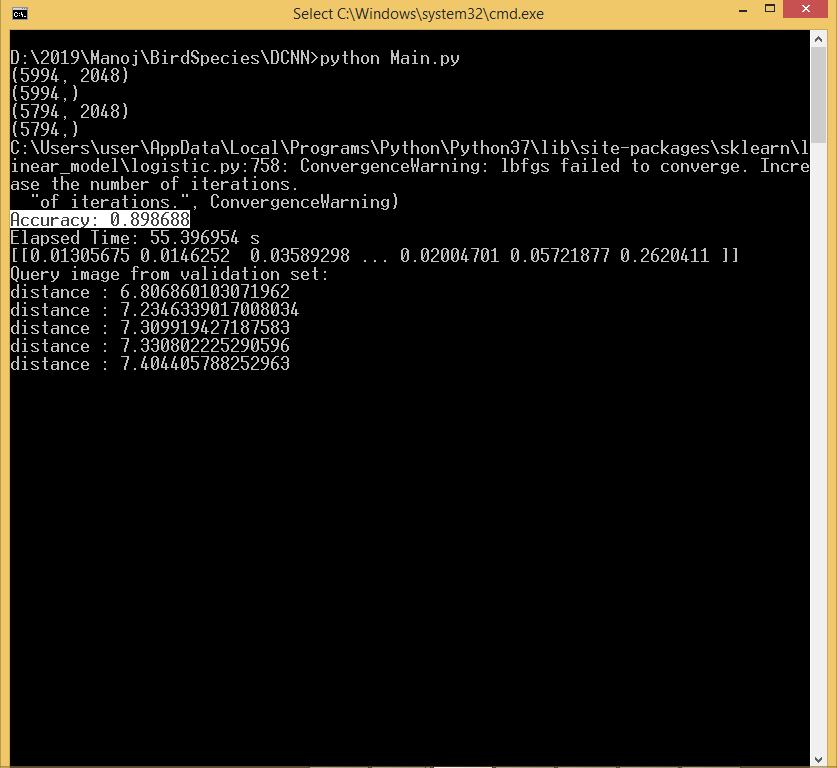 Select C:\Windows\system32\cmd.exe
D:\2019\Manoj\BirdSpecies\DCNN>python Main.py
(5994, 2048)
(5994,)
(5794, 2048)
(5794,)
C:\Users\user\AppData\Local\Programs\Python\Python37\lib\site-packages\sklearn\l
inear_model\logistic.py:758: ConvergenceWarning: lbfgs failed to converge. Incre
ase the number of iterations.
  "of iterations.", ConvergenceWarning)
Accuracy: 0.898688
Elapsed Time: 55.396954 s
[[0.01305675 0.0146252  0.03589298 ... 0.02004701 0.05721877 0.2620411 ]]
Query image from validation set:
distance : 6.806860103071962
distance : 7.2346339017008034
distance : 7.309919427187583
distance : 7.330802225290596
distance : 7.404405788252963